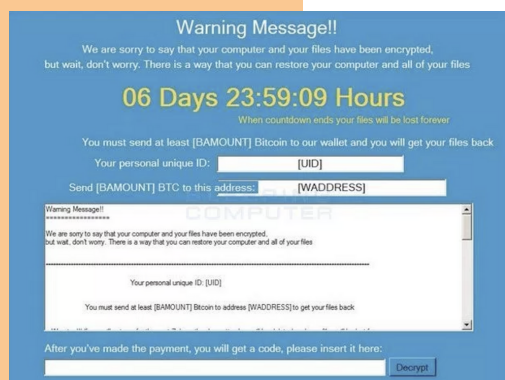 Warning Message!!
We are sorry to say that your computer and your files have been encrypted,
but wait, don't worry. There is a way that you can restore your computer and all of your files
06 Days 23:59:09 Hours
When countdown ends your files will be lost forever
You must send at least [BAMOUNT] Bitcoin to our wallet and you will get your files back
Your personal unique ID: [UID]
Send [BAMOUNT] BTC to this address: [WADDRESS]
COMPUTER
Warning Message!!
=================
We are sorry to say that your computer and your files have been encrypted,
but wait, don't worry. There is a way that you can restore your computer and all of your files
Your personal unique ID: [UID]
You must send at least [BAMOUNT] Bitcoin to address [WADDRESS] to get your files back
After you've made the payment, you will get a code, please insert it here:
Decrypt